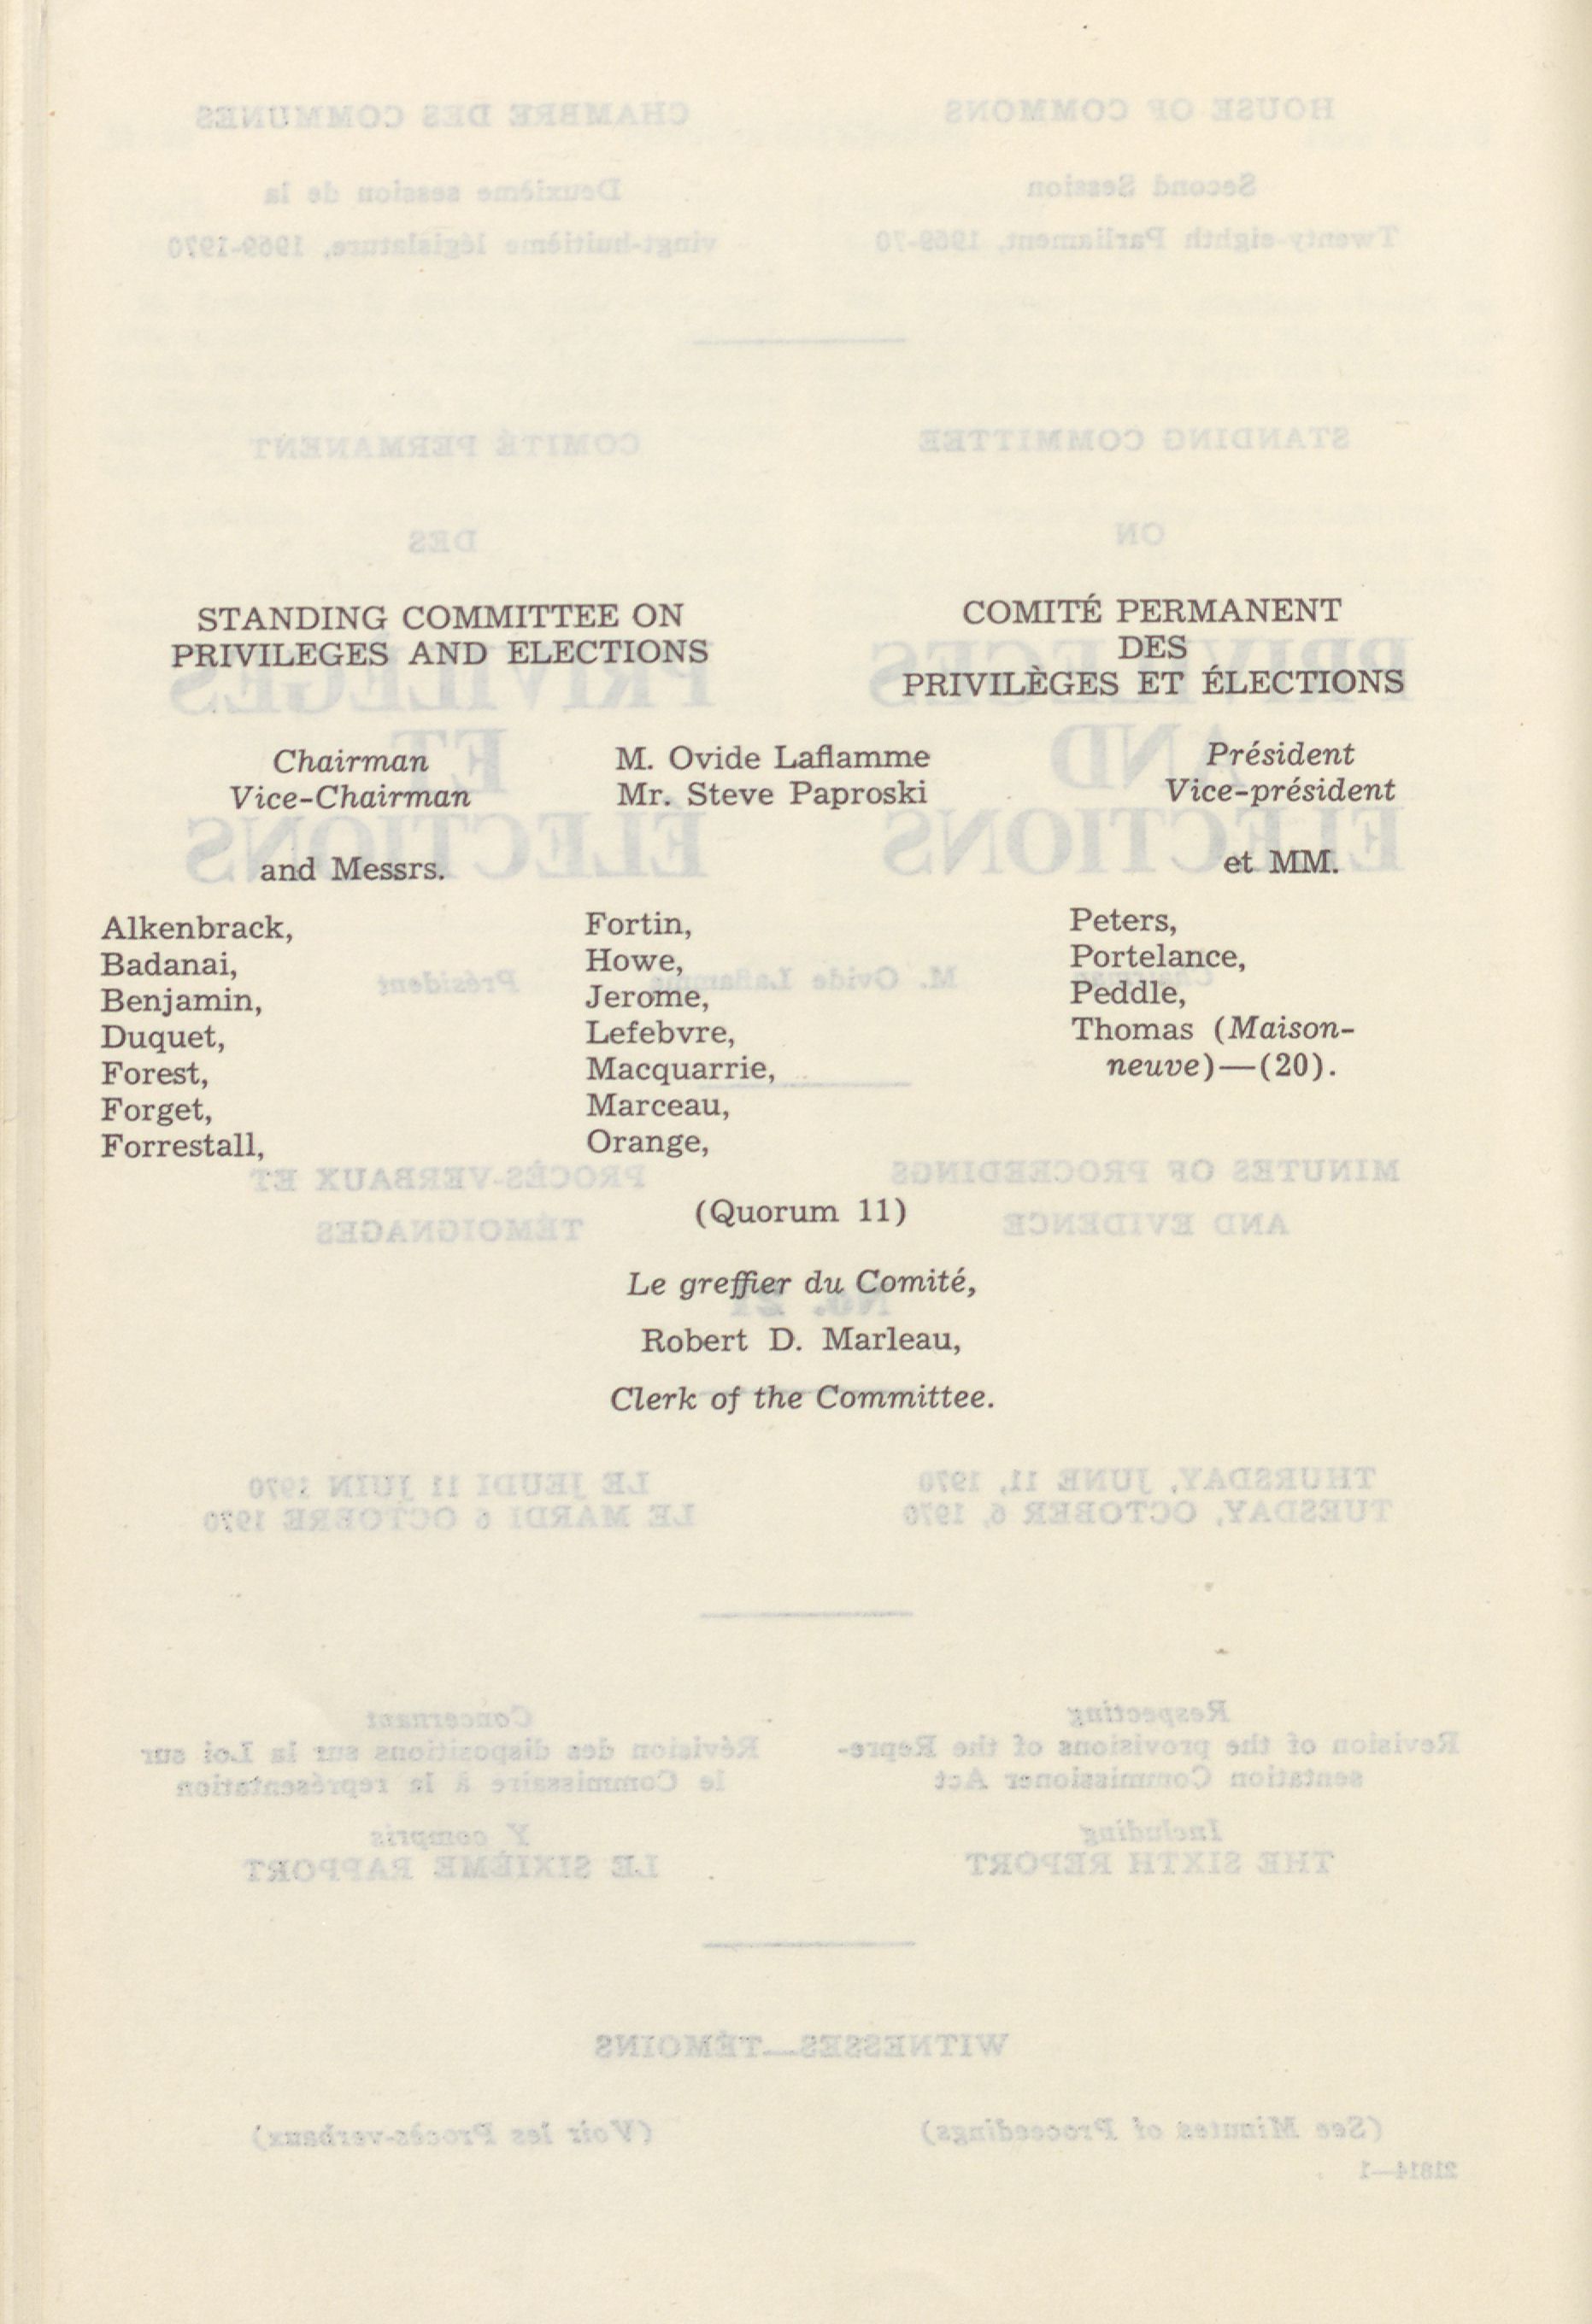 STANDING COMMITTEE ON
PRIVILEGES AND ELECTIONS
COMITÉ PERMANENT
DES
PRIVILÈGES ET ÉLECTIONS
Chairman M. Ovide Laflamme Président
Vice-Chairman Mr. Steve Paproski Vice-président
and Messrs. et MM.
Alkenbrack,
Badanai,
Benjamin,
Duquet,
Forest,
Forget,
Forrestall,
Fortin,
Howe,
Jerome,
Lefebvre,
Macquarrie,
Marceau,
Orange,
Peters,
Portelance,
Peddle,
Thomas (Maison-
neuve)—(20).
(Quorum 11)
Le greffier du Comité,
Robert D. Marleau,
Clerk of the Committee.